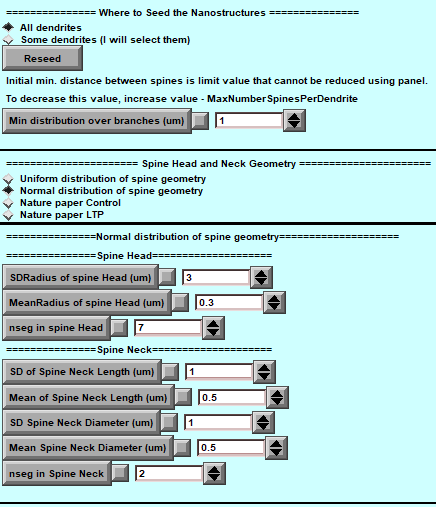 =============== Where to Seed the Nanostructures ===============
All dendrites
Some dendrites (I will select them)
Reseed
Initial min. distance between spines is limit value that cannot be reduced using panel.
To decrease this value, increase value - MaxNumberSpinesPerDendrite
Min distribution over branches (um) 1
====================== Spine Head and Neck Geometry ======================
Uniform distribution of spine geometry
Normal distribution of spine geometry
Nature paper Control
Nature paper LTP
===============Normal distribution of spine geometry====================
===============Spine Head====================
SDRadius of spine Head (um) 3
MeanRadius of spine Head (um) 0.3
nseg in spine Head 7
===============Spine Neck====================
SD of Spine Neck Length (um) 1
Mean of Spine Neck Length (um) 0.5
SD Spine Neck Diameter (um) 1
Mean Spine Neck Diameter (um) 0.5
nseg in Spine Neck 2